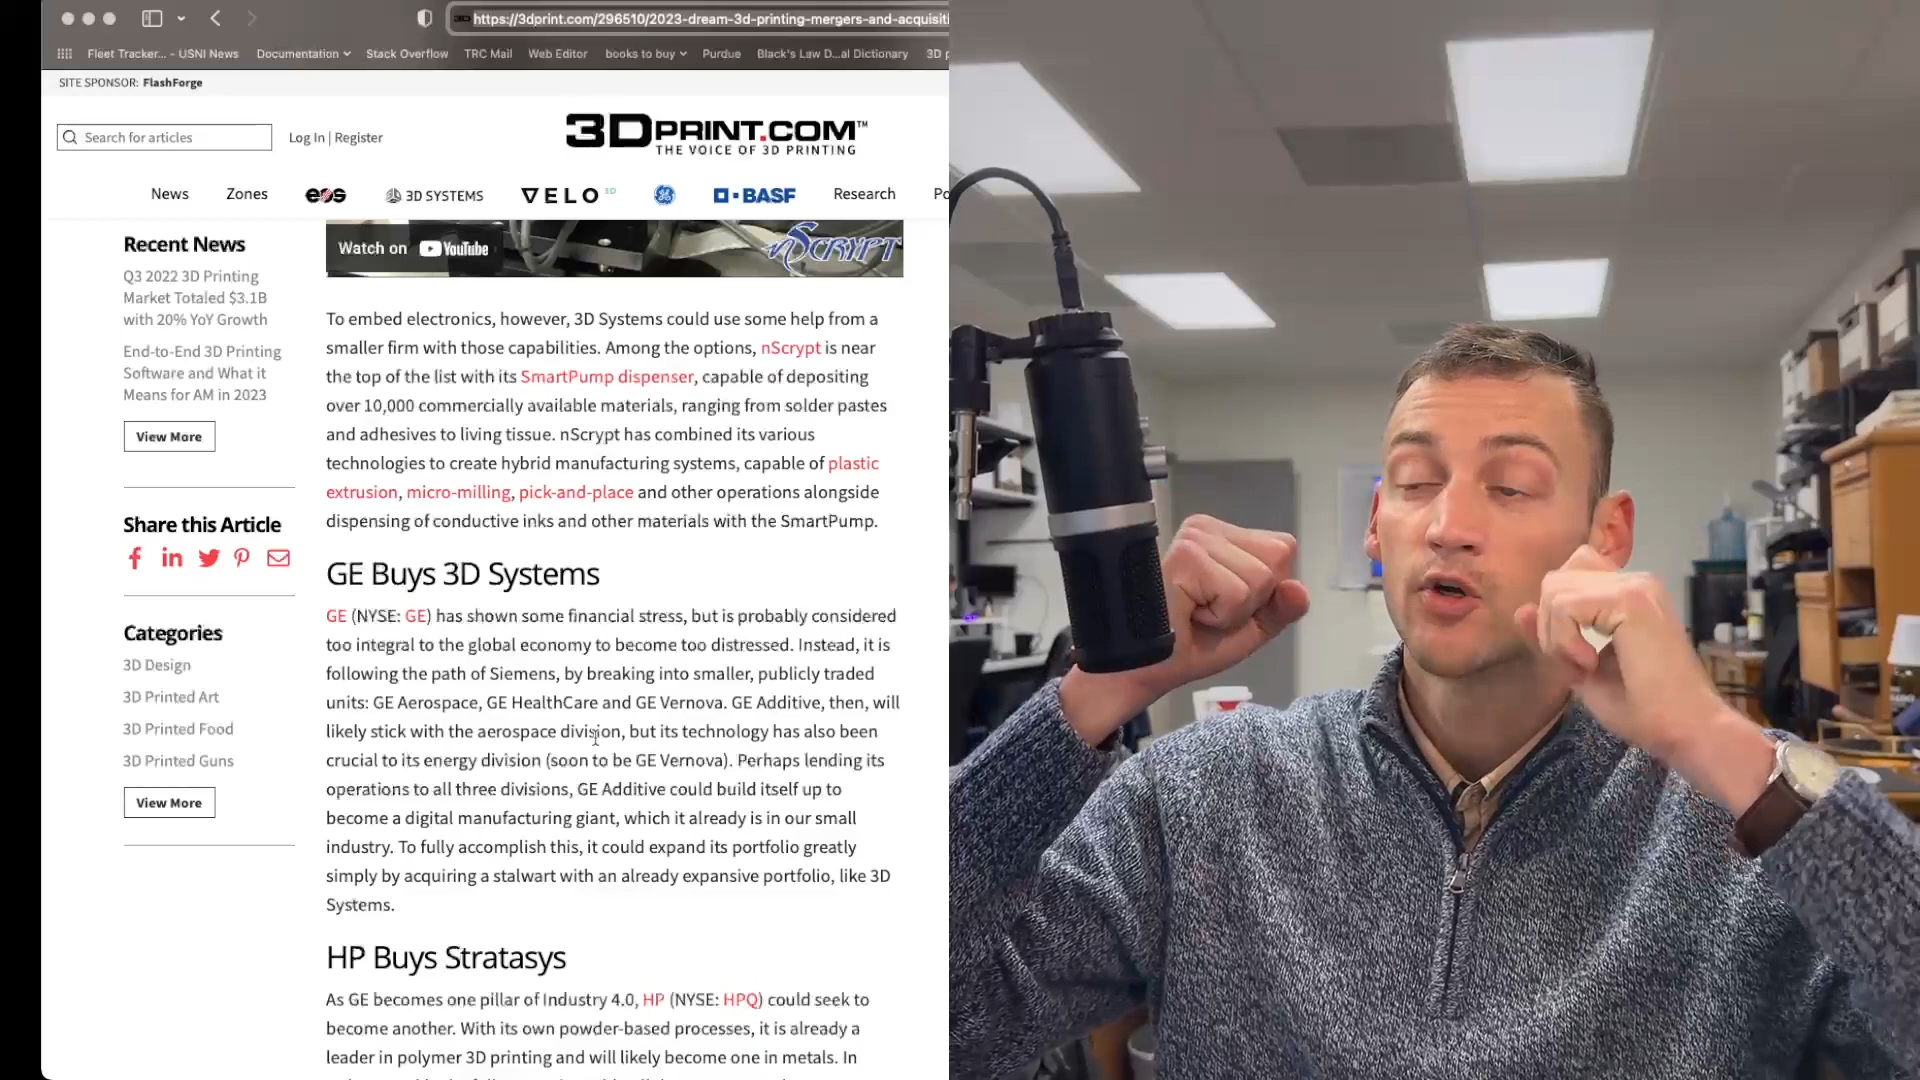 https://3dprint.com/296510/2023-dream-3d-printing-mergers-and-acquisiti
Fleet Tracker... - USNI News Documentation Stack Overflow TRC Mail Web Editor books to buy Purdue Black's Law D...al Dictionary 3D p
SITE SPONSOR: FlashForge
Search for articles
Log In | Register
3DPRINT.COM™
THE VOICE OF 3D PRINTING
News Zones eos 3D SYSTEMS VELO 3D BASF Research Po
Recent News
Q3 2022 3D Printing
Market Totaled $3.1B
with 20% YoY Growth
End-to-End 3D Printing
Software and What it
Means for AM in 2023
View More
Share this Article
Categories
3D Design
3D Printed Art
3D Printed Food
3D Printed Guns
View More
Watch on YouTube
nScrypt
To embed electronics, however, 3D Systems could use some help from a
smaller firm with those capabilities. Among the options, nScrypt is near
the top of the list with its SmartPump dispenser, capable of depositing
over 10,000 commercially available materials, ranging from solder pastes
and adhesives to living tissue. nScrypt has combined its various
technologies to create hybrid manufacturing systems, capable of plastic
extrusion, micro-milling, pick-and-place and other operations alongside
dispensing of conductive inks and other materials with the SmartPump.
GE Buys 3D Systems
GE (NYSE: GE) has shown some financial stress, but is probably considered
too integral to the global economy to become too distressed. Instead, it is
following the path of Siemens, by breaking into smaller, publicly traded
units: GE Aerospace, GE HealthCare and GE Vernova. GE Additive, then, will
likely stick with the aerospace division, but its technology has also been
crucial to its energy division (soon to be GE Vernova). Perhaps lending its
operations to all three divisions, GE Additive could build itself up to
become a digital manufacturing giant, which it already is in our small
industry. To fully accomplish this, it could expand its portfolio greatly
simply by acquiring a stalwart with an already expansive portfolio, like 3D
Systems.
HP Buys Stratasys
As GE becomes one pillar of Industry 4.0, HP (NYSE: HPQ) could seek to
become another. With its own powder-based processes, it is already a
leader in polymer 3D printing and will likely become one in metals. In